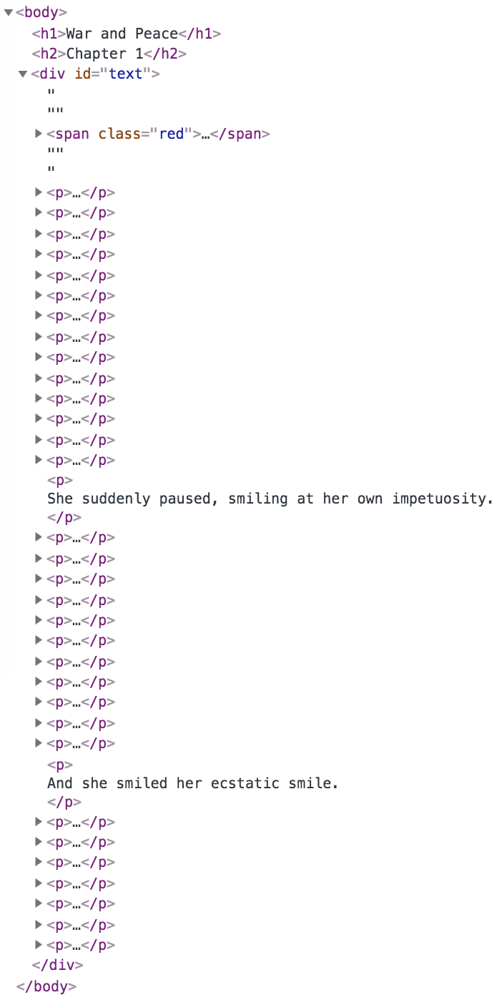 ▼<body>
<h1>War and Peace</h1>
<h2>Chapter 1</h2>
▼<div id="text">
"
""
▶<span class="red">…</span>
""
"
▶<p>…</p>
▶<p>…</p>
▶<p>…</p>
▶<p>…</p>
▶<p>…</p>
▶<p>…</p>
▶<p>…</p>
▶<p>…</p>
▶<p>…</p>
▶<p>…</p>
▶<p>…</p>
▶<p>…</p>
▶<p>…</p>
▶<p>…</p>
<p>
She suddenly paused, smiling at her own impetuosity.
</p>
▶<p>…</p>
▶<p>…</p>
▶<p>…</p>
▶<p>…</p>
▶<p>…</p>
▶<p>…</p>
▶<p>…</p>
▶<p>…</p>
▶<p>…</p>
▶<p>…</p>
▶<p>…</p>
<p>
And she smiled her ecstatic smile.
</p>
▶<p>…</p>
▶<p>…</p>
▶<p>…</p>
▶<p>…</p>
▶<p>…</p>
▶<p>…</p>
▶<p>…</p>
</div>
</body>